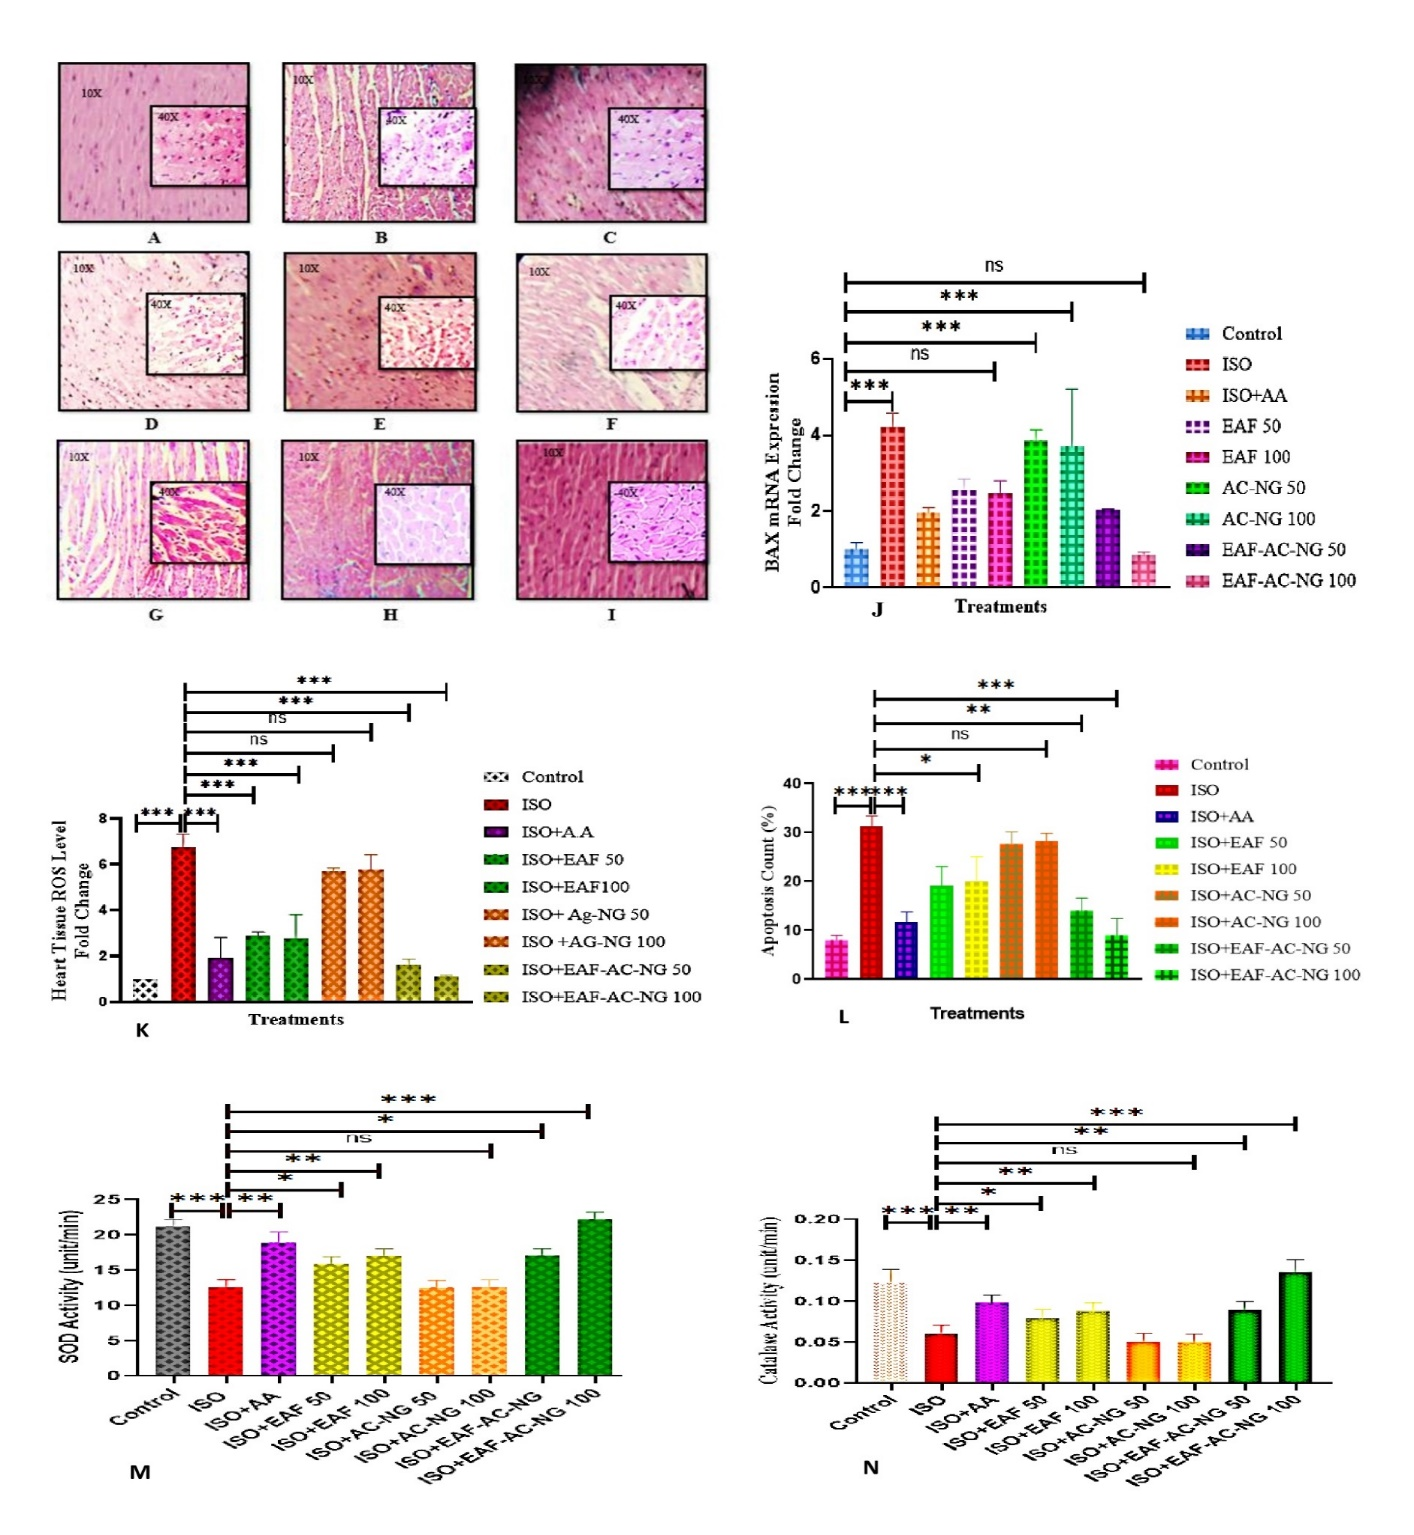 10X
40X
10X
40X
40X
A
B
C
10X
40X
10X
40X
10X
40X
D
E
F
10X
40X
10X
40X
10X
40X
G
H
I
ns
***
***
ns
***
BAX mRNA Expression
Fold Change
6
4
2
0
J
Treatments
Control
ISO
ISO+AA
EAF 50
EAF 100
AC-NG 50
AC-NG 100
EAF-AC-NG 50
EAF-AC-NG 100
***
***
ns
ns
***
***
***
***
Heart Tissue ROS Level
Fold Change
8
6
4
2
0
K
Treatments
Control
ISO
ISO+A.A
ISO+EAF 50
ISO+EAF100
ISO+ Ag-NG 50
ISO +AG-NG 100
ISO+EAF-AC-NG 50
ISO+EAF-AC-NG 100
***
**
ns
*
***
***
Apoptosis Count (%)
40
30
20
10
0
L
Treatments
Control
ISO
ISO+AA
ISO+EAF 50
ISO+EAF 100
ISO+AC-NG 50
ISO+AC-NG 100
ISO+EAF-AC-NG 50
ISO+EAF-AC-NG 100
***
*
ns
**
*
***
**
SOD Activity (unit/min)
25
20
15
10
5
0
Control
ISO
ISO+AA
ISO+EAF 50
ISO+EAF 100
ISO+AC-NG 50
ISO+AC-NG 100
ISO+EAF-AC-NG
ISO+EAF-AC-NG 100
M
***
**
ns
**
*
***
**
Catalase Activity (unit/min)
0.20
0.15
0.10
0.05
0.00
Control
ISO
ISO+AA
ISO+EAF 50
ISO+EAF 100
ISO+AC-NG 50
ISO+AC-NG 100
ISO+EAF-AC-NG 50
ISO+EAF-AC-NG 100
N